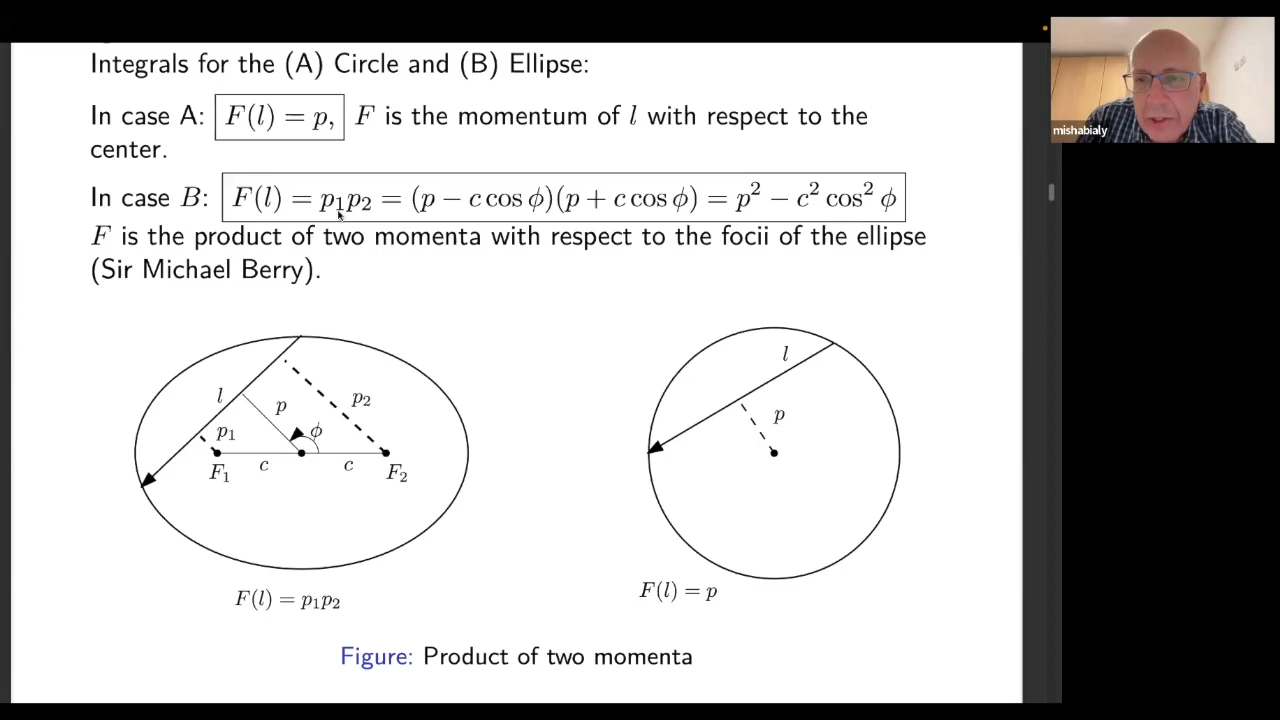 Integrals for the (A) Circle and (B) Ellipse:
In case A: F(l) = p, F is the momentum of l with respect to the
center.
In case B: F(l) = p₁p₂ = (p − c cos ϕ)(p + c cos ϕ) = p² − c² cos² ϕ
F is the product of two momenta with respect to the focii of the ellipse
(Sir Michael Berry).
l
p
p₂
p₁
ϕ
c
c
F₁
F₂
F(l) = p₁p₂
l
p
F(l) = p
Figure: Product of two momenta
mishabialy